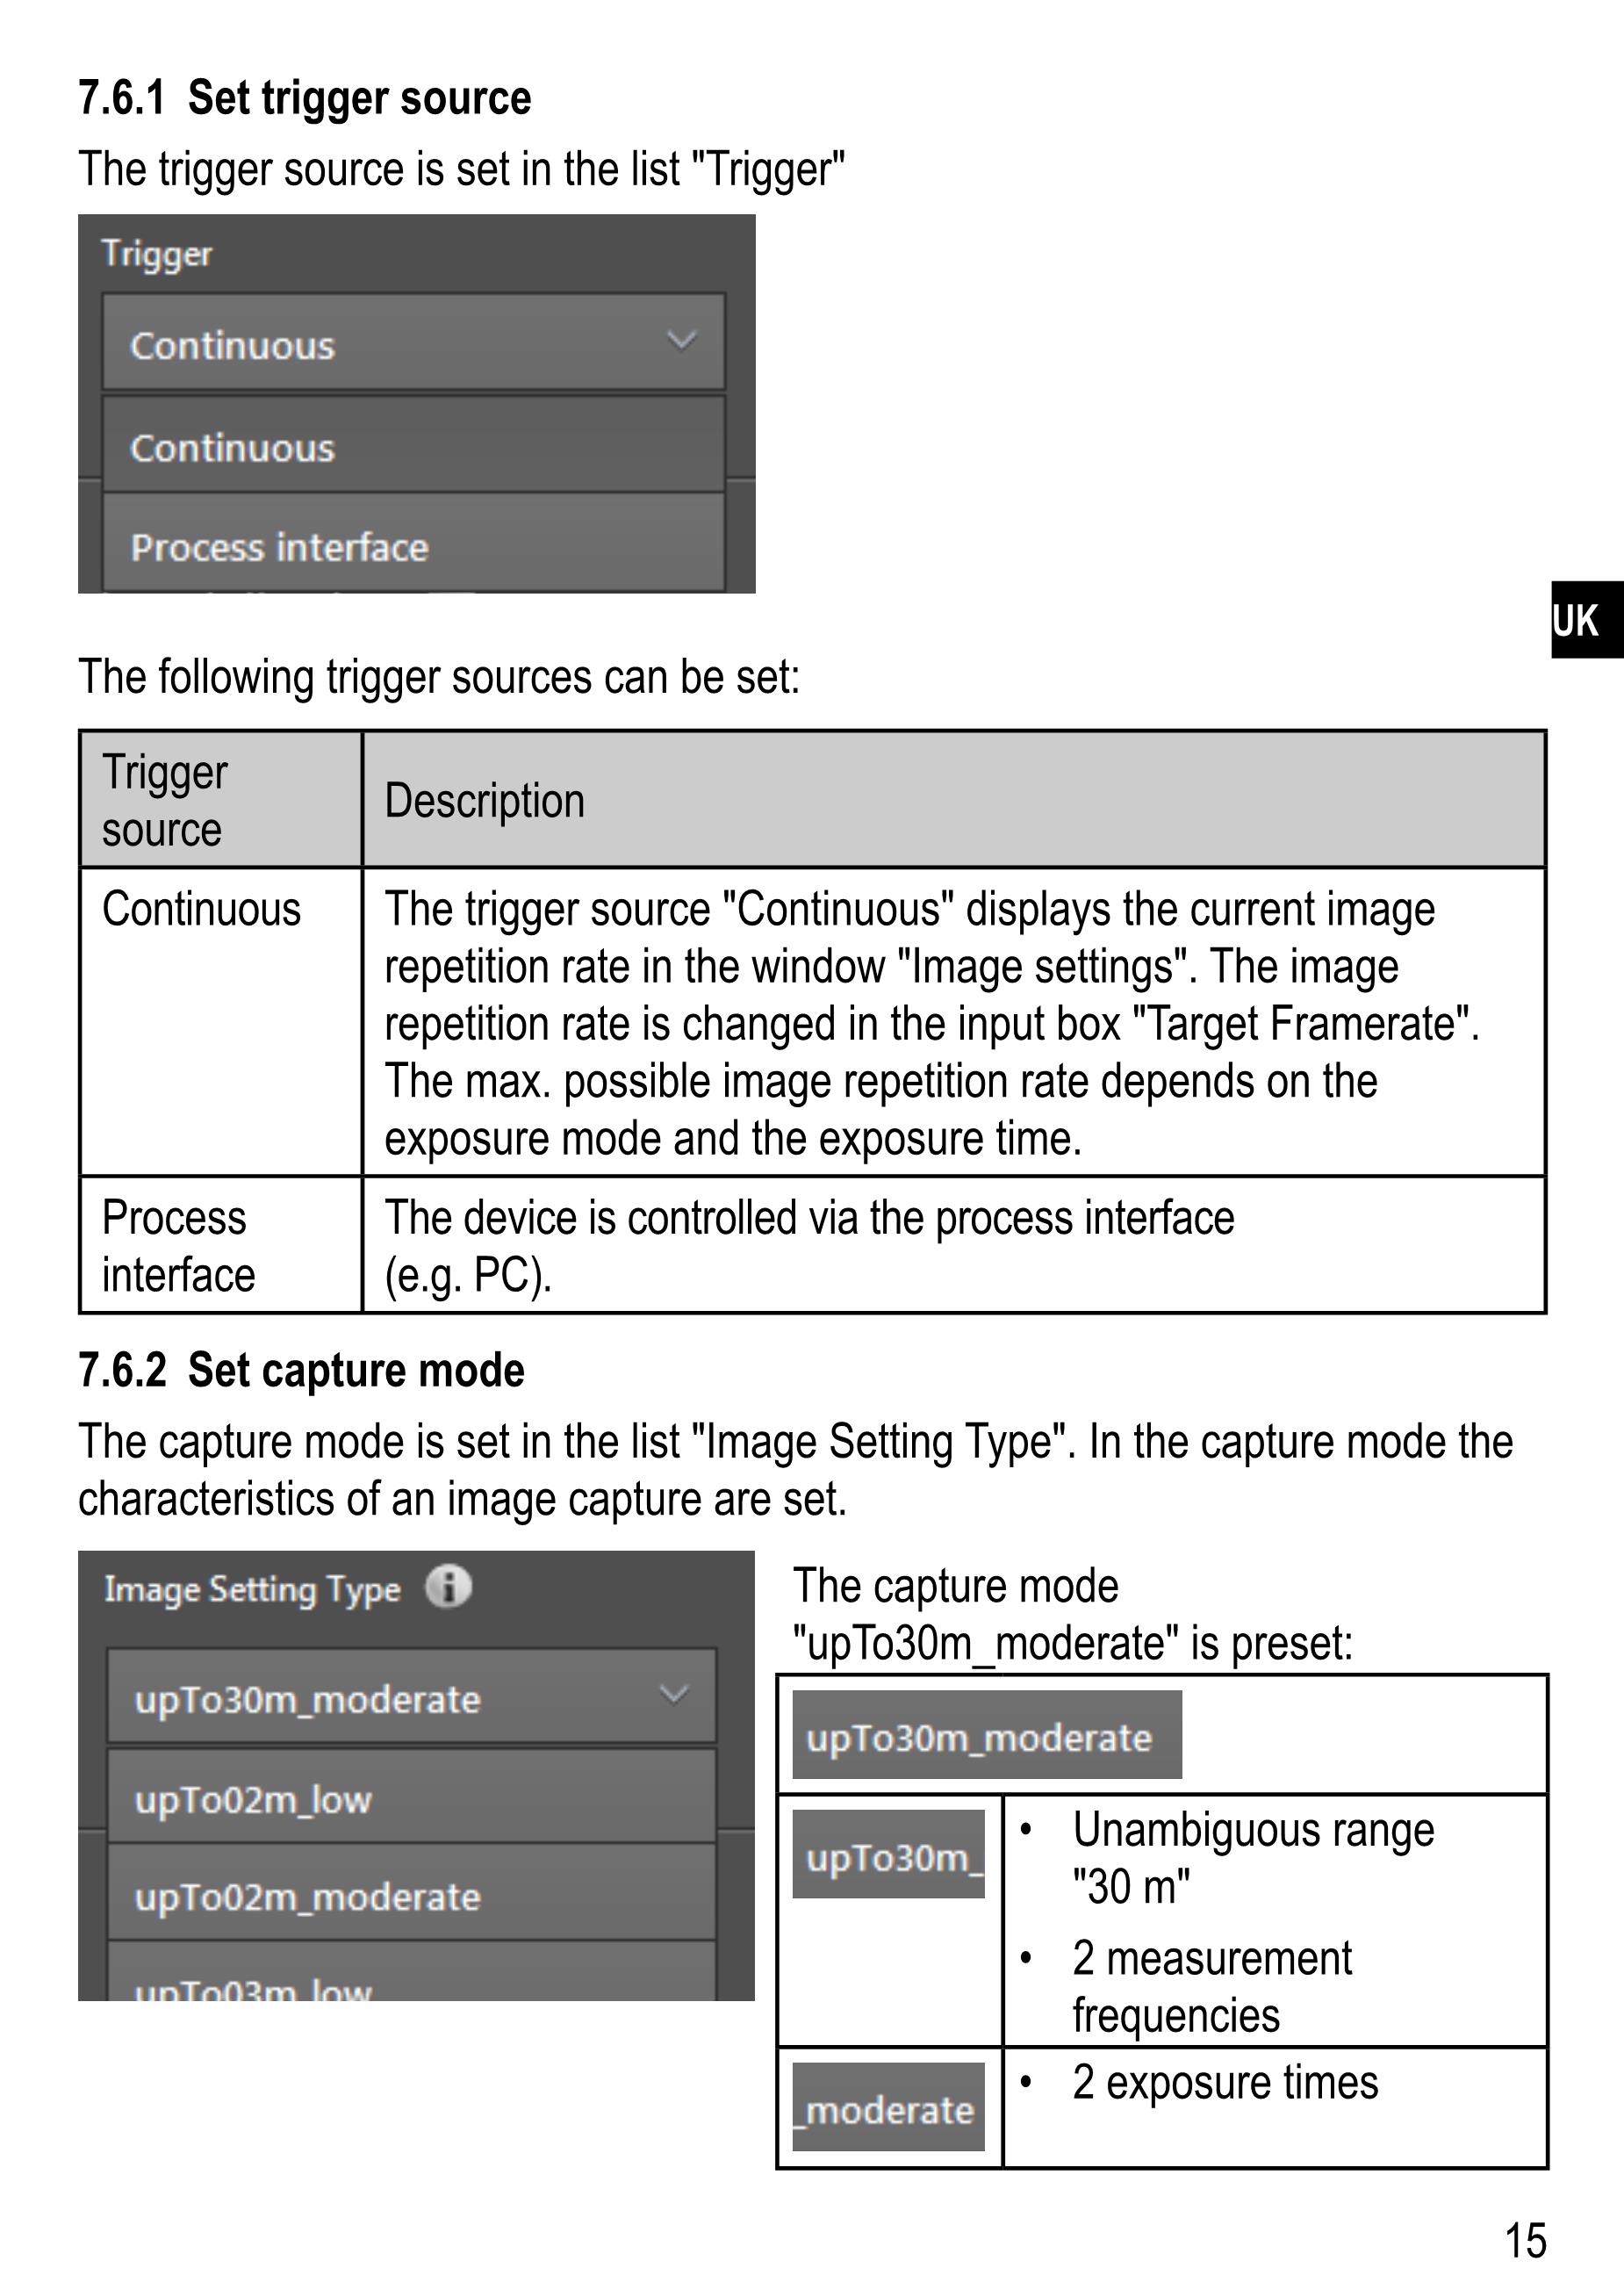 7.6.1 Set trigger source
The trigger source is set in the list "Trigger"
Trigger
Continuous
Continuous
Process interface
UK
The following trigger sources can be set:
Trigger
source
Description
Continuous
The trigger source "Continuous" displays the current image
repetition rate in the window "Image settings". The image
repetition rate is changed in the input box "Target Framerate".
The max. possible image repetition rate depends on the
exposure mode and the exposure time.
Process
interface
The device is controlled via the process interface
(e.g. PC).
7.6.2 Set capture mode
The capture mode is set in the list "Image Setting Type". In the capture mode the
characteristics of an image capture are set.
Image Setting Type
upTo30m_moderate
upTo02m_low
upTo02m_moderate
upTo03m_low
The capture mode
"upTo30m_moderate" is preset:
upTo30m_moderate
upTo30m_
• Unambiguous range
"30 m"
• 2 measurement
frequencies
_moderate
• 2 exposure times
15